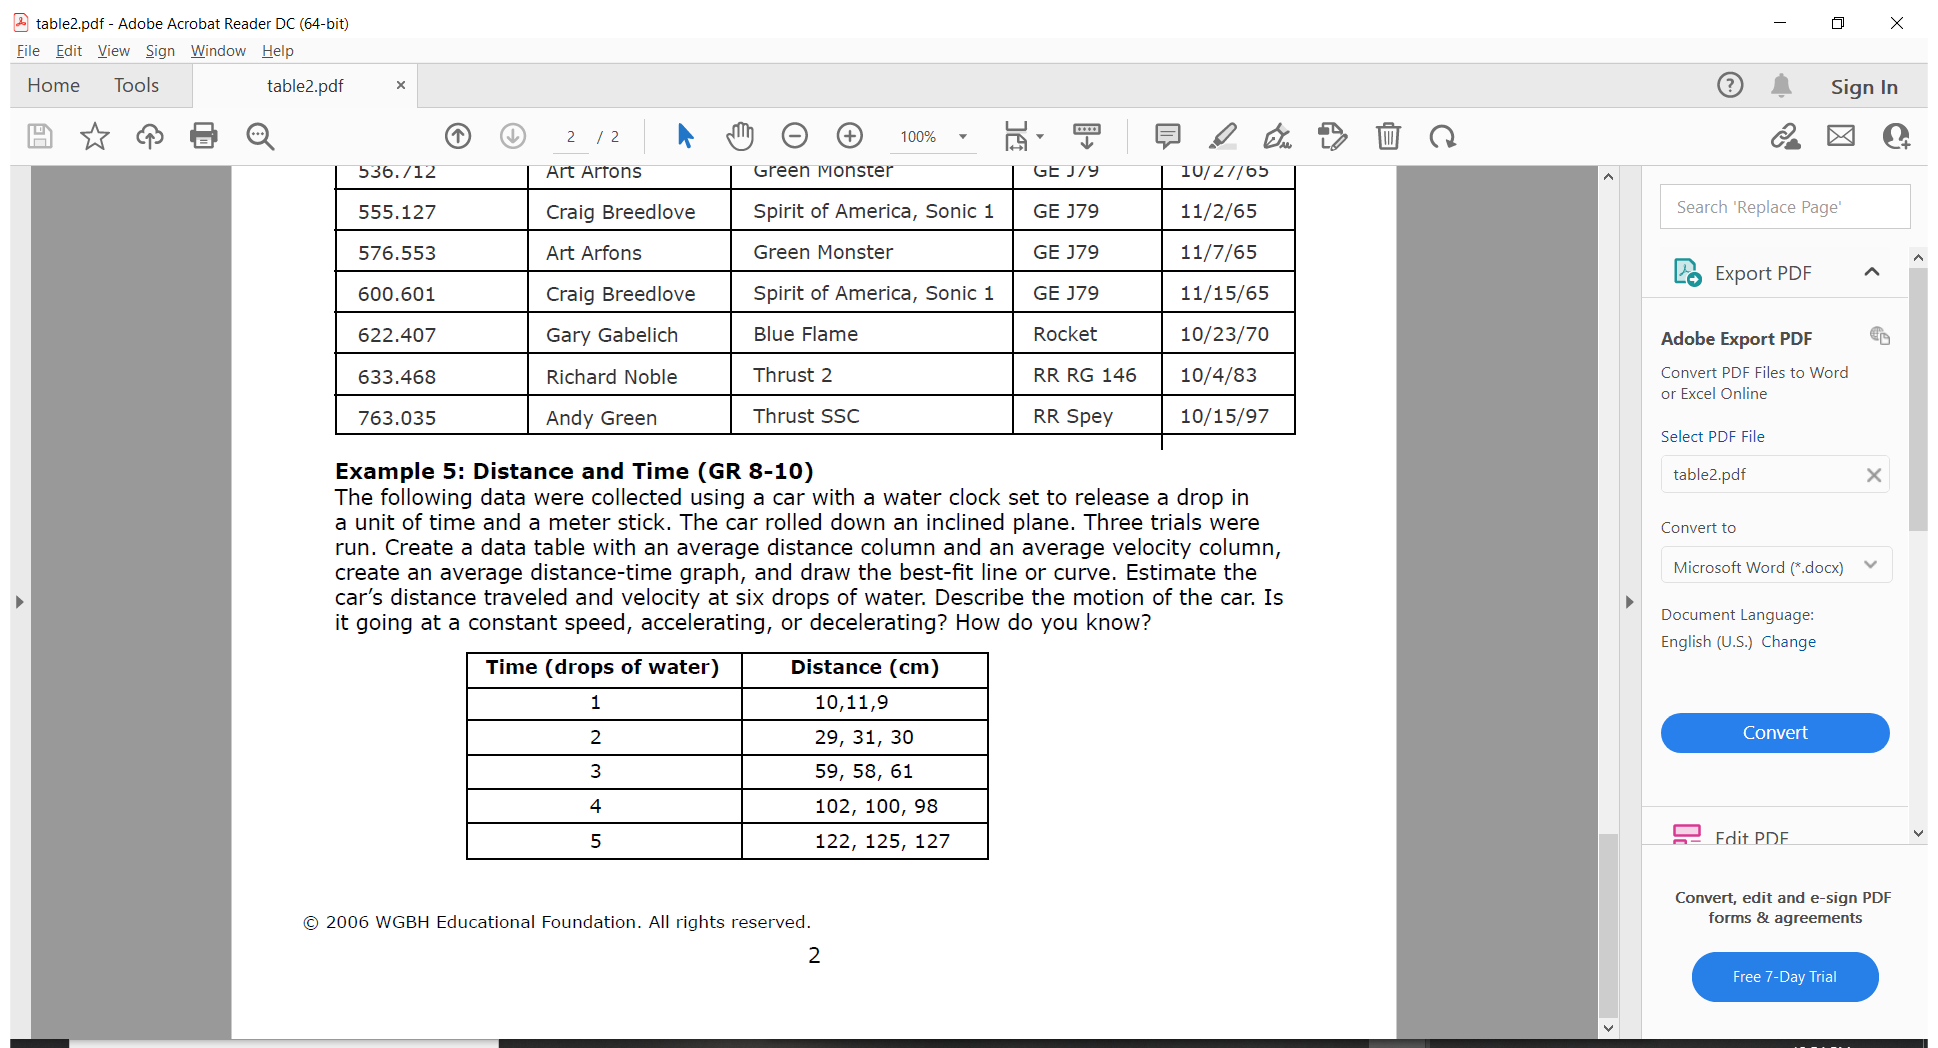 table2.pdf - Adobe Acrobat Reader DC (64-bit)
File Edit View Sign Window Help
Home Tools table2.pdf Sign In
2 / 2 100%
536.712 Art Arfons Green Monster GE J79 10/27/65
555.127 Craig Breedlove Spirit of America, Sonic 1 GE J79 11/2/65
576.553 Art Arfons Green Monster GE J79 11/7/65
600.601 Craig Breedlove Spirit of America, Sonic 1 GE J79 11/15/65
622.407 Gary Gabelich Blue Flame Rocket 10/23/70
633.468 Richard Noble Thrust 2 RR RG 146 10/4/83
763.035 Andy Green Thrust SSC RR Spey 10/15/97
Example 5: Distance and Time (GR 8-10)
The following data were collected using a car with a water clock set to release a drop in
a unit of time and a meter stick. The car rolled down an inclined plane. Three trials were
run. Create a data table with an average distance column and an average velocity column,
create an average distance-time graph, and draw the best-fit line or curve. Estimate the
car’s distance traveled and velocity at six drops of water. Describe the motion of the car. Is
it going at a constant speed, accelerating, or decelerating? How do you know?
Time (drops of water) Distance (cm)
1 10,11,9
2 29, 31, 30
3 59, 58, 61
4 102, 100, 98
5 122, 125, 127
© 2006 WGBH Educational Foundation. All rights reserved.
2
Search 'Replace Page'
Export PDF
Adobe Export PDF
Convert PDF Files to Word
or Excel Online
Select PDF File
table2.pdf
Convert to
Microsoft Word (*.docx)
Document Language:
English (U.S.) Change
Convert
Edit PDF
Convert, edit and e-sign PDF
forms & agreements
Free 7-Day Trial